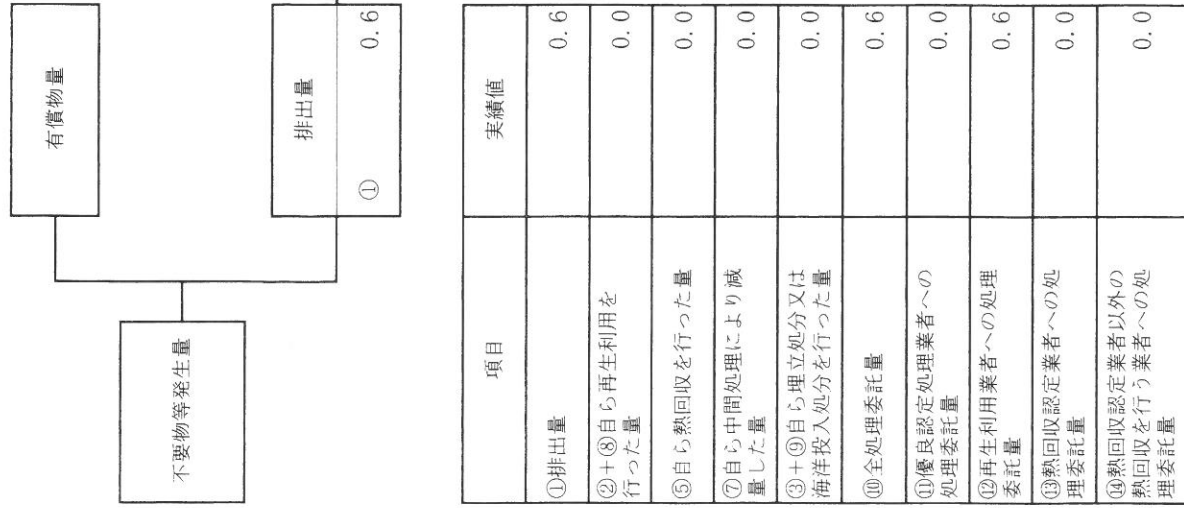 有償物量
不要物等発生量
排出量
① 0.6
項目 実績値
①排出量 0.6
②+⑧自ら再生利用を
行った量 0.0
⑤自ら熱回収を行った量 0.0
⑦自ら中間処理により減
量した量 0.0
③+⑨自ら埋立処分又は
海洋投入処分を行った量 0.0
⑩全処理委託量 0.6
⑪優良認定処理業者への
処理委託量 0.0
⑫再生利用業者への処理
委託量 0.6
⑬熱回収認定業者への処
理委託量 0.0
⑭熱回収認定業者以外の
熱回収を行う業者への処
理委託量 0.0